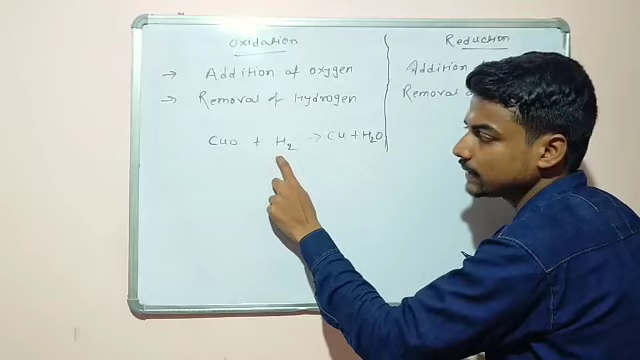 Oxidation
→ Addition of oxygen
→ Removal of Hydrogen
CuO + H2 → Cu + H2O
Reduction
Addition
Removal